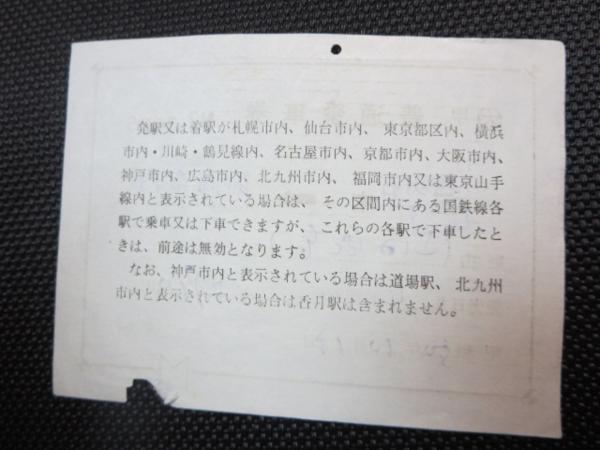 発駅又は着駅が札幌市内、仙台市内、東京都区内、横浜
市内・川崎・鶴見線内、名古屋市内、京都市内、大阪市内、
神戸市内、広島市内、北九州市内、福岡市内又は東京山手
線内と表示されている場合は、その区間内にある国鉄線各
駅で乗車又は下車できますが、これらの各駅で下車したと
きは、前途は無効となります。
なお、神戸市内と表示されている場合は道場駅、北九州
市内と表示されている場合は香月駅は含まれません。